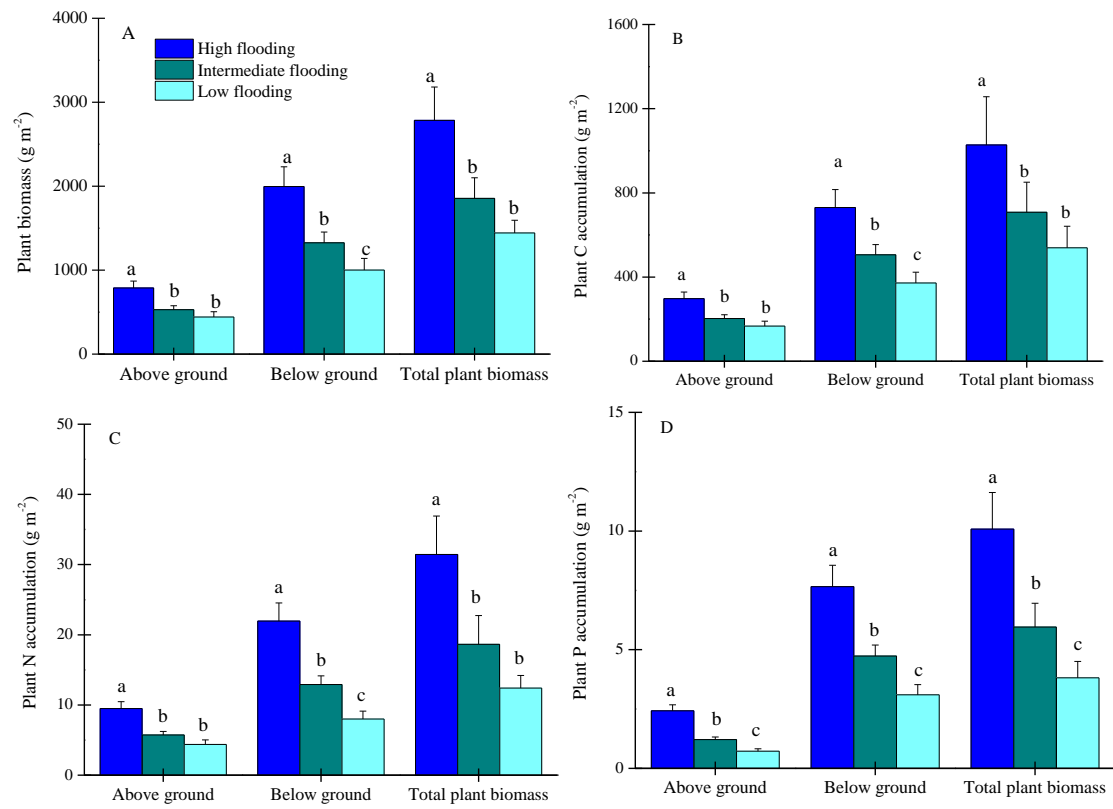 A
High flooding
Intermediate flooding
Low flooding
Plant biomass (g m⁻²)
4000
3000
2000
1000
0
a
b
b
a
b
c
a
b
b
Above ground
Below ground
Total plant biomass
B
Plant C accumulation (g m⁻²)
1600
1200
800
400
0
a
b
b
a
b
c
a
b
b
Above ground
Below ground
Total plant biomass
C
Plant N accumulation (g m⁻²)
50
40
30
20
10
0
a
b
b
a
b
c
a
b
b
Above ground
Below ground
Total plant biomass
D
Plant P accumulation (g m⁻²)
15
10
5
0
a
b
c
a
b
c
a
b
c
Above ground
Below ground
Total plant biomass